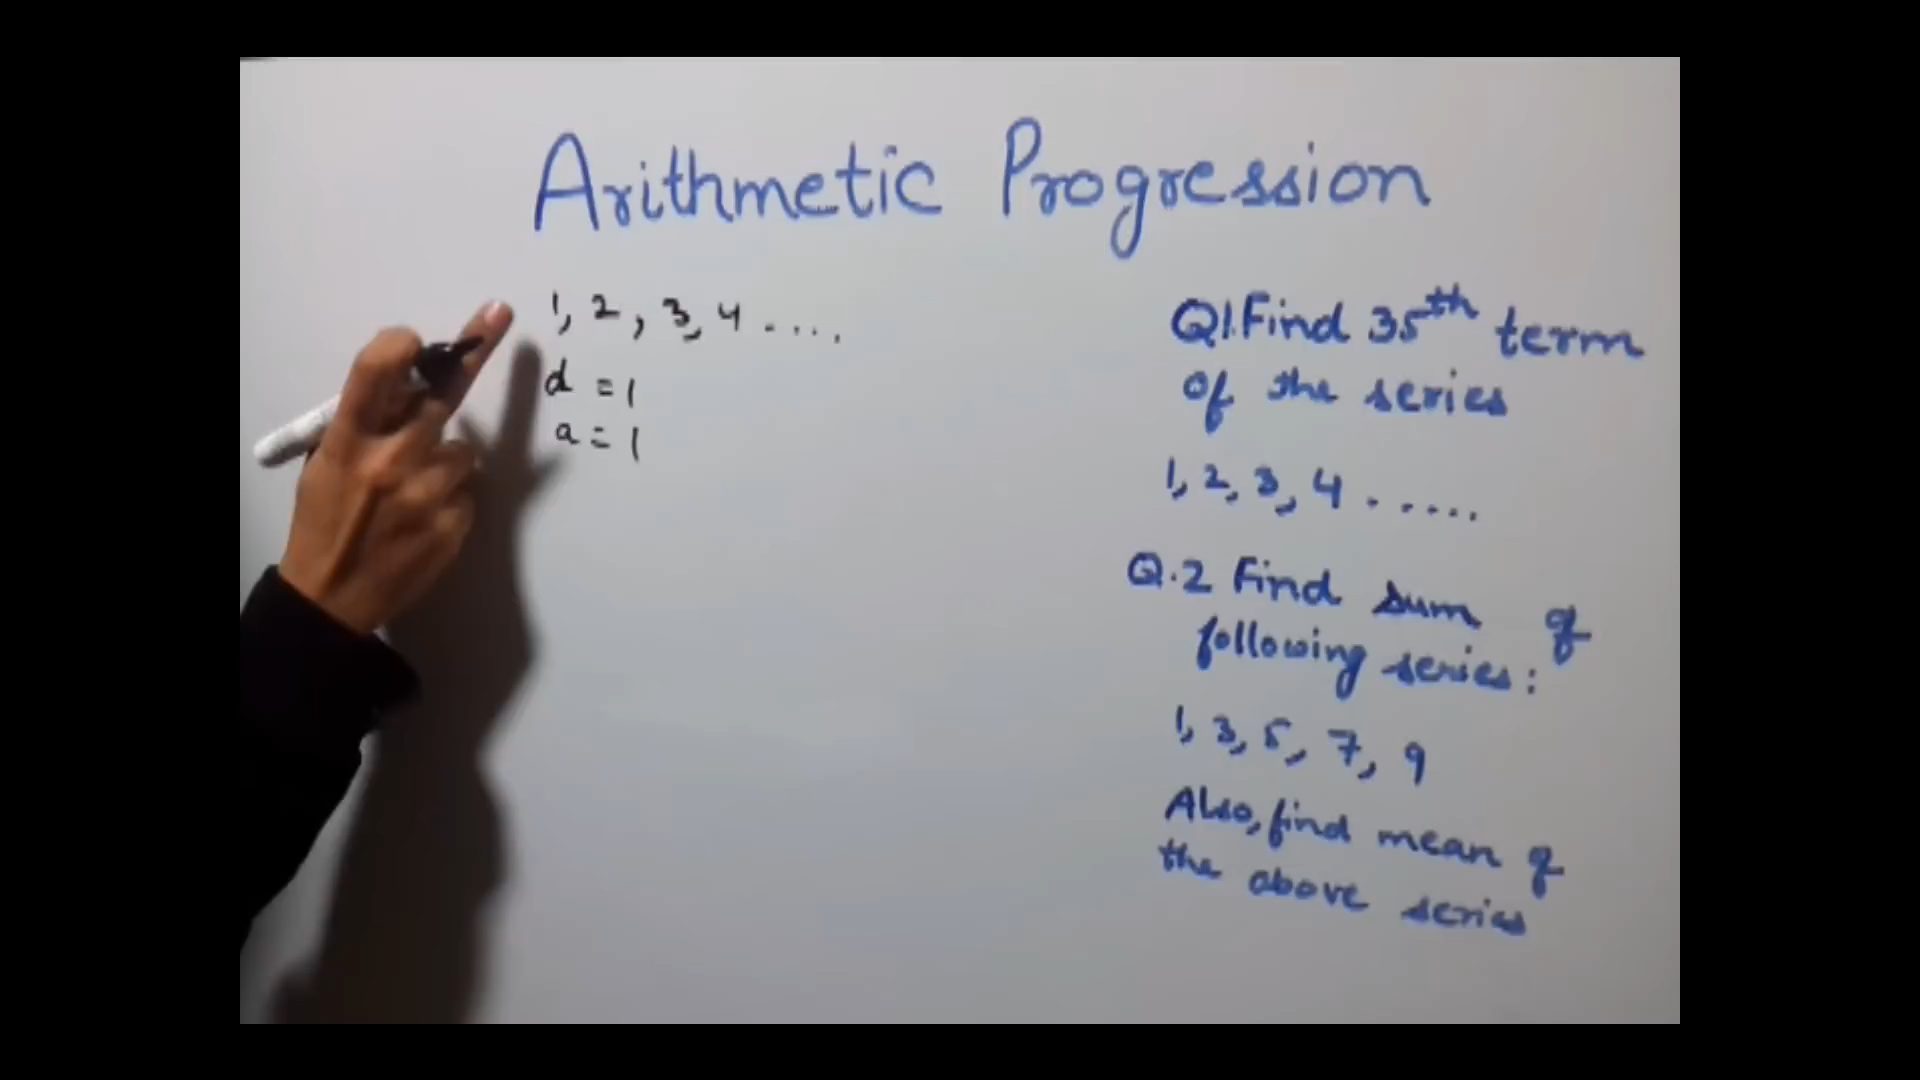 Arithmetic Progression
1, 2, 3, 4 ....
d = 1
a = 1
Q1. Find 35th term
of the series
1, 2, 3, 4 .....
Q.2 Find sum of
following series:
1, 3, 5, 7, 9
Also, find mean of
the above series